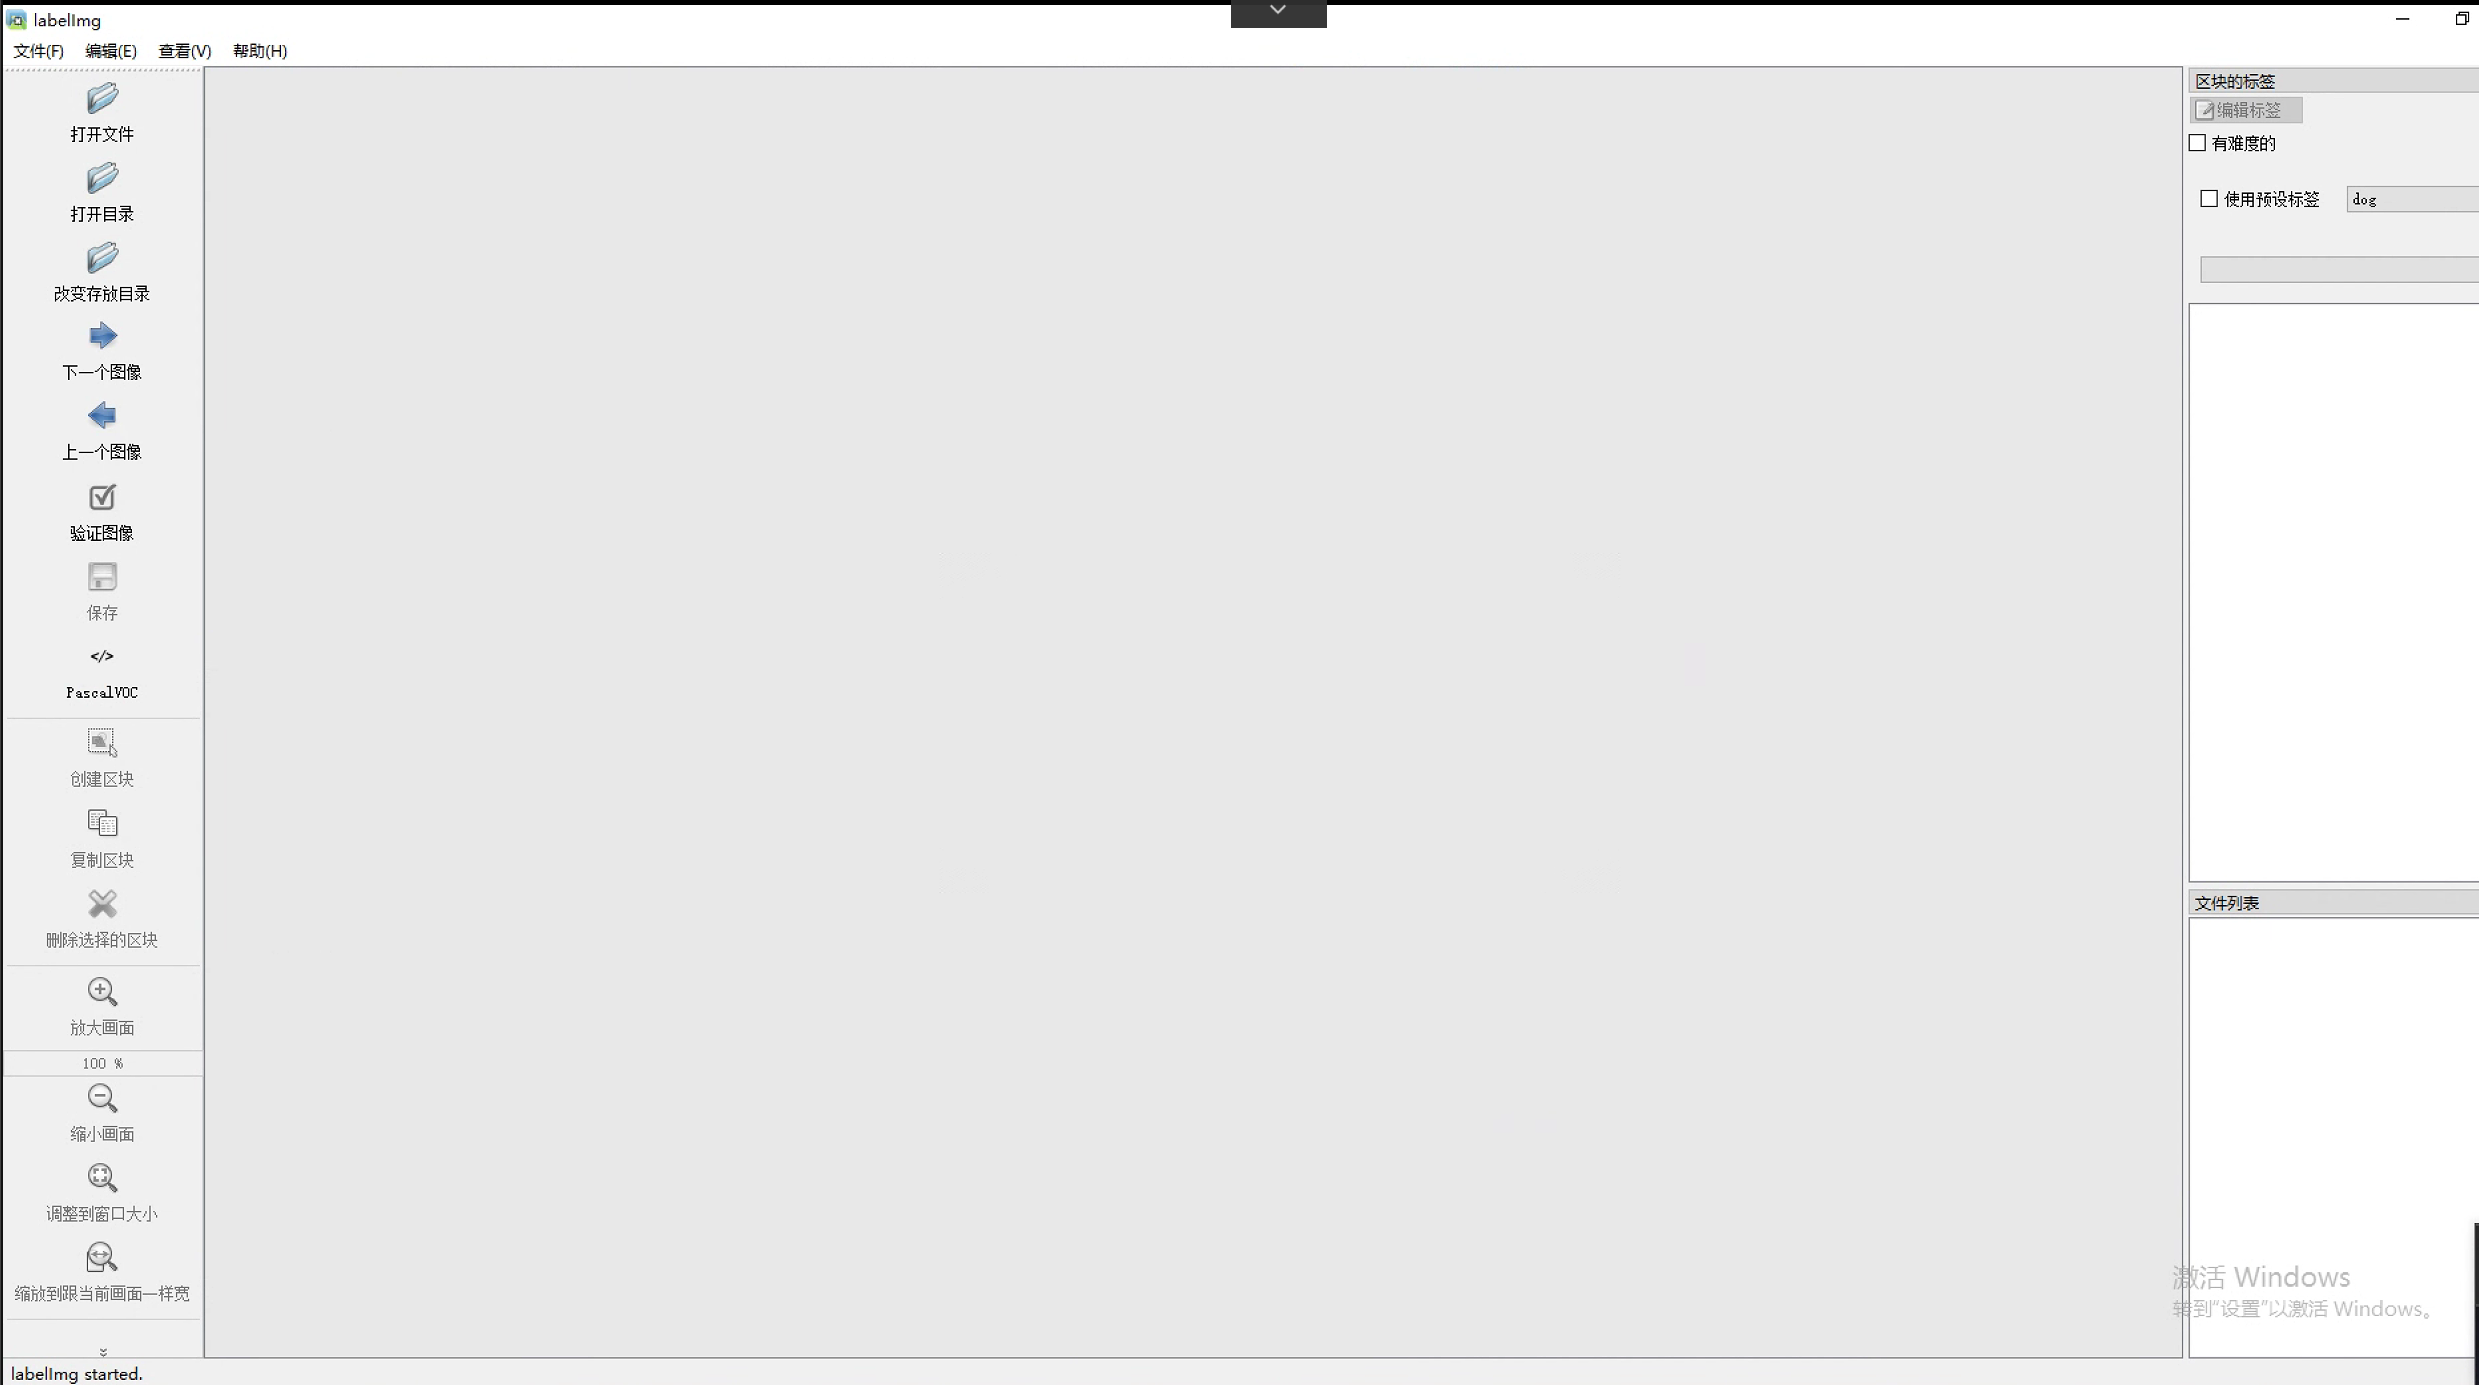 labelImg
文件(F) 编辑(E) 查看(V) 帮助(H)
打开文件
打开目录
改变存放目录
下一个图像
上一个图像
验证图像
保存
</>
PascalVOC
创建区块
复制区块
删除选择的区块
放大画面
100 %
缩小画面
调整到窗口大小
缩放到跟当前画面一样宽
区块的标签
编辑标签
有难度的
使用预设标签 dog
文件列表
激活 Windows
转到“设置”以激活 Windows。
labelImg started.